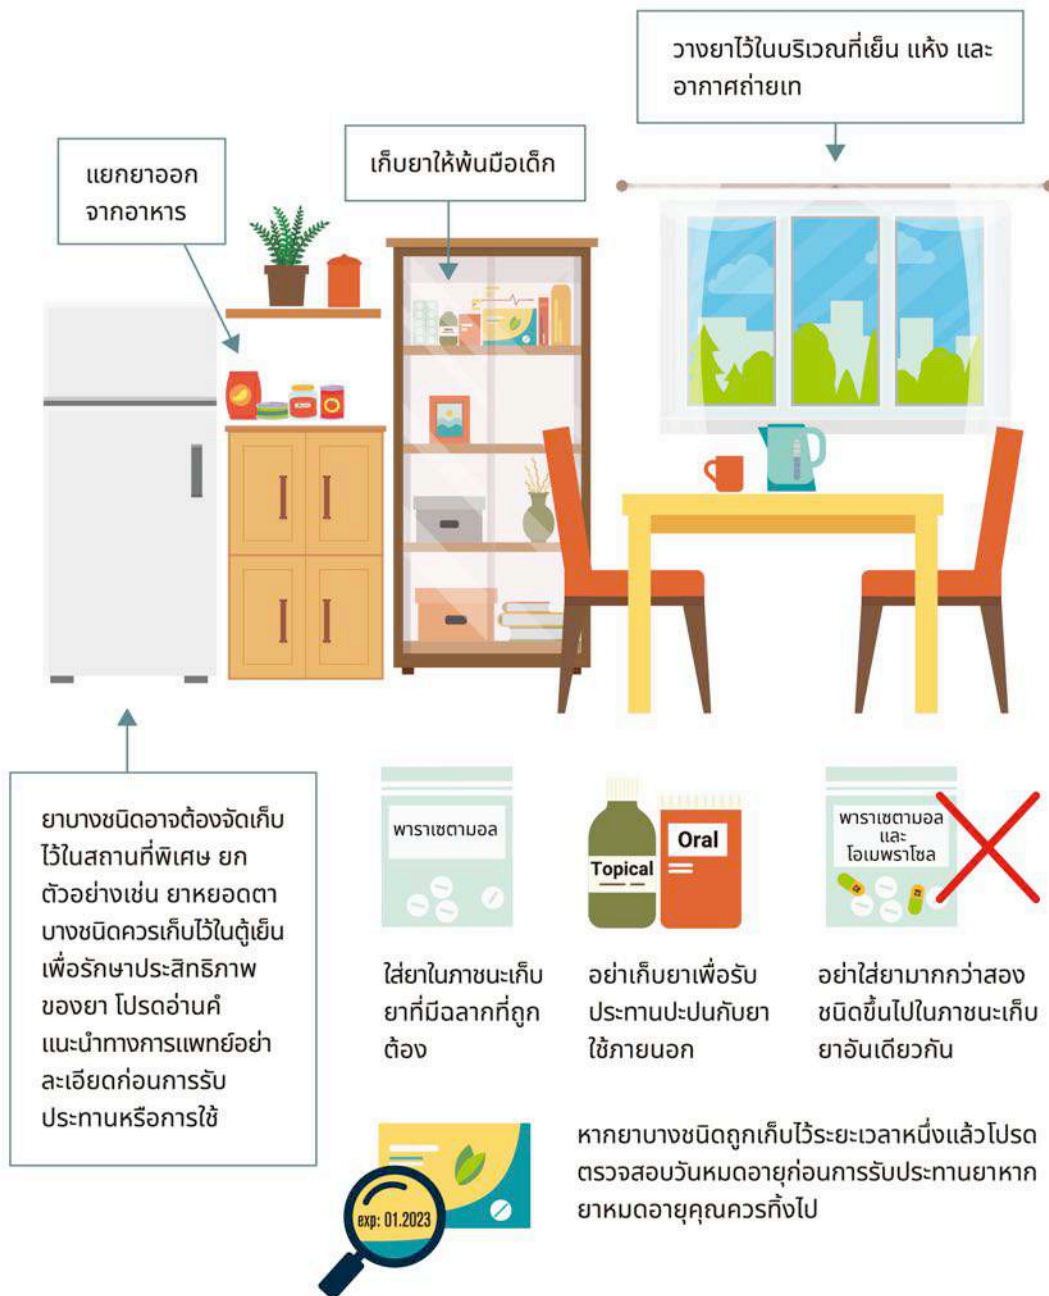 วางยาไว้ในบริเวณที่เย็น แห้ง และ
อากาศถ่ายเท
เก็บยาให้พ้นมือเด็ก
แยกยาออก
จากอาหาร
ยาบางชนิดอาจต้องจัดเก็บ
ไว้ในสถานที่พิเศษ ยก
ตัวอย่างเช่น ยาหยอดตา
บางชนิดควรเก็บไว้ในตู้เย็น
เพื่อรักษาประสิทธิภาพ
ของยา โปรดอ่านคำ
แนะนำทางการแพทย์อย่า
ละเอียดก่อนการรับ
ประทานหรือการใช้
พาราเซตามอล
ใส่ยาในภาชนะเก็บ
ยาที่มีฉลากที่ถูก
ต้อง
Topical
Oral
อย่าเก็บยาเพื่อรับ
ประทานปะปนกับยา
ใช้ภายนอก
พาราเซตามอล
และ
โอเมพราโซล
อย่าใส่ยามากกว่าสอง
ชนิดขึ้นไปในภาชนะเก็บ
ยาอันเดียวกัน
exp: 01.2023
หากยาบางชนิดถูกเก็บไว้ระยะเวลาหนึ่งแล้วโปรด
ตรวจสอบวันหมดอายุก่อนการรับประทานยาหาก
ยาหมดอายุคุณควรทิ้งไป